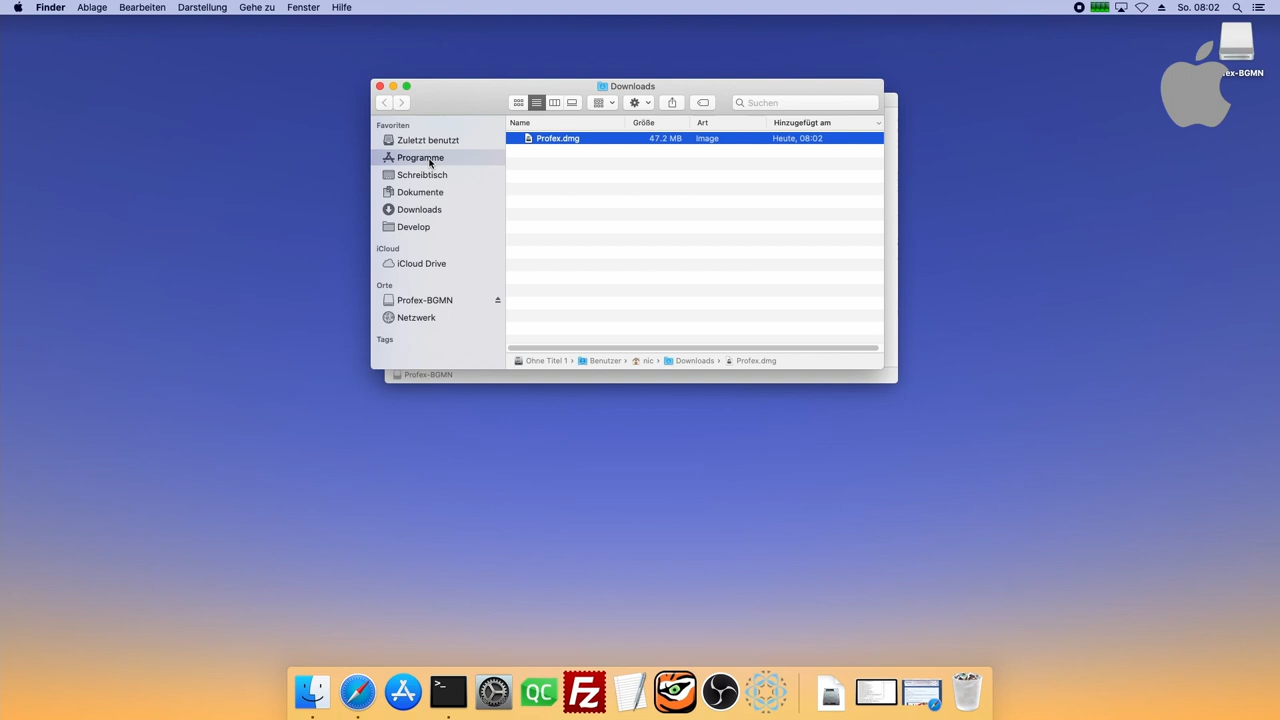 Finder Ablage Bearbeiten Darstellung Gehe zu Fenster Hilfe So. 08:02
ex-BGMN
Downloads
Suchen
Favoriten
Zuletzt benutzt
Programme
Schreibtisch
Dokumente
Downloads
Develop
iCloud
iCloud Drive
Orte
Profex-BGMN
Netzwerk
Tags
Name Größe Art Hinzugefügt am
Profex.dmg 47.2 MB Image Heute, 08:02
Ohne Titel 1 › Benutzer › nic › Downloads › Profex.dmg
Profex-BGMN
>_
QC
Fz